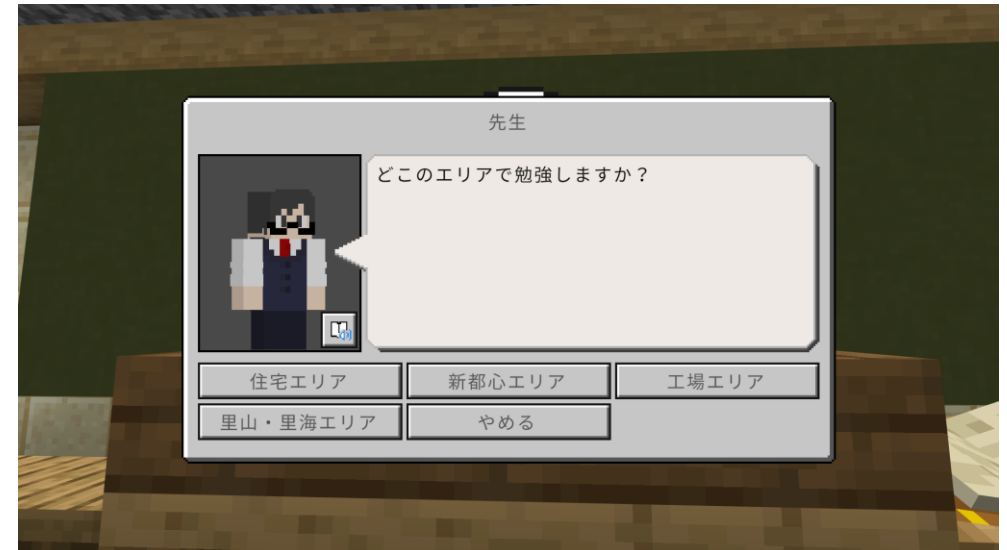 先生
どこのエリアで勉強しますか？
住宅エリア
新都心エリア
工場エリア
里山・里海エリア
やめる